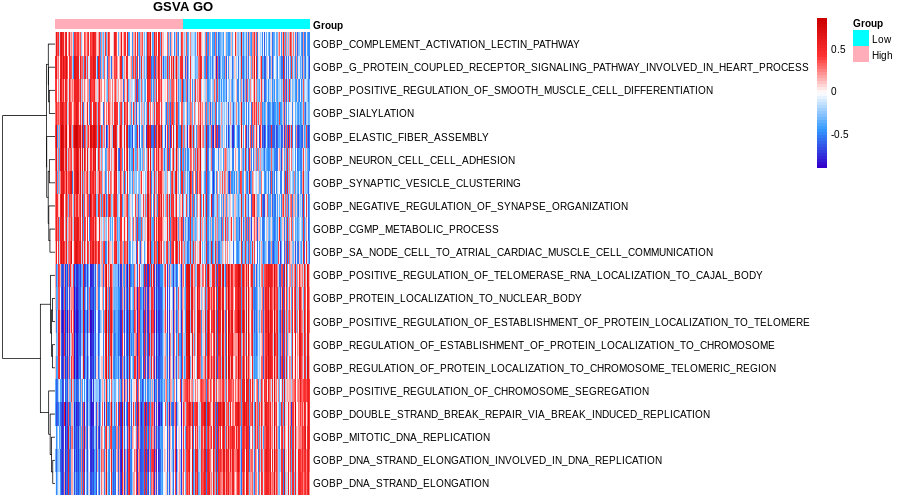 GSVA GO
Group
GOBP_COMPLEMENT_ACTIVATION_LECTIN_PATHWAY
GOBP_G_PROTEIN_COUPLED_RECEPTOR_SIGNALING_PATHWAY_INVOLVED_IN_HEART_PROCESS
GOBP_POSITIVE_REGULATION_OF_SMOOTH_MUSCLE_CELL_DIFFERENTIATION
GOBP_SIALYLATION
GOBP_ELASTIC_FIBER_ASSEMBLY
GOBP_NEURON_CELL_CELL_ADHESION
GOBP_SYNAPTIC_VESICLE_CLUSTERING
GOBP_NEGATIVE_REGULATION_OF_SYNAPSE_ORGANIZATION
GOBP_CGMP_METABOLIC_PROCESS
GOBP_SA_NODE_CELL_TO_ATRIAL_CARDIAC_MUSCLE_CELL_COMMUNICATION
GOBP_POSITIVE_REGULATION_OF_TELOMERASE_RNA_LOCALIZATION_TO_CAJAL_BODY
GOBP_PROTEIN_LOCALIZATION_TO_NUCLEAR_BODY
GOBP_POSITIVE_REGULATION_OF_ESTABLISHMENT_OF_PROTEIN_LOCALIZATION_TO_TELOMERE
GOBP_REGULATION_OF_ESTABLISHMENT_OF_PROTEIN_LOCALIZATION_TO_CHROMOSOME
GOBP_REGULATION_OF_PROTEIN_LOCALIZATION_TO_CHROMOSOME_TELOMERIC_REGION
GOBP_POSITIVE_REGULATION_OF_CHROMOSOME_SEGREGATION
GOBP_DOUBLE_STRAND_BREAK_REPAIR_VIA_BREAK_INDUCED_REPLICATION
GOBP_MITOTIC_DNA_REPLICATION
GOBP_DNA_STRAND_ELONGATION_INVOLVED_IN_DNA_REPLICATION
GOBP_DNA_STRAND_ELONGATION
0.5
0
-0.5
Group
Low
High